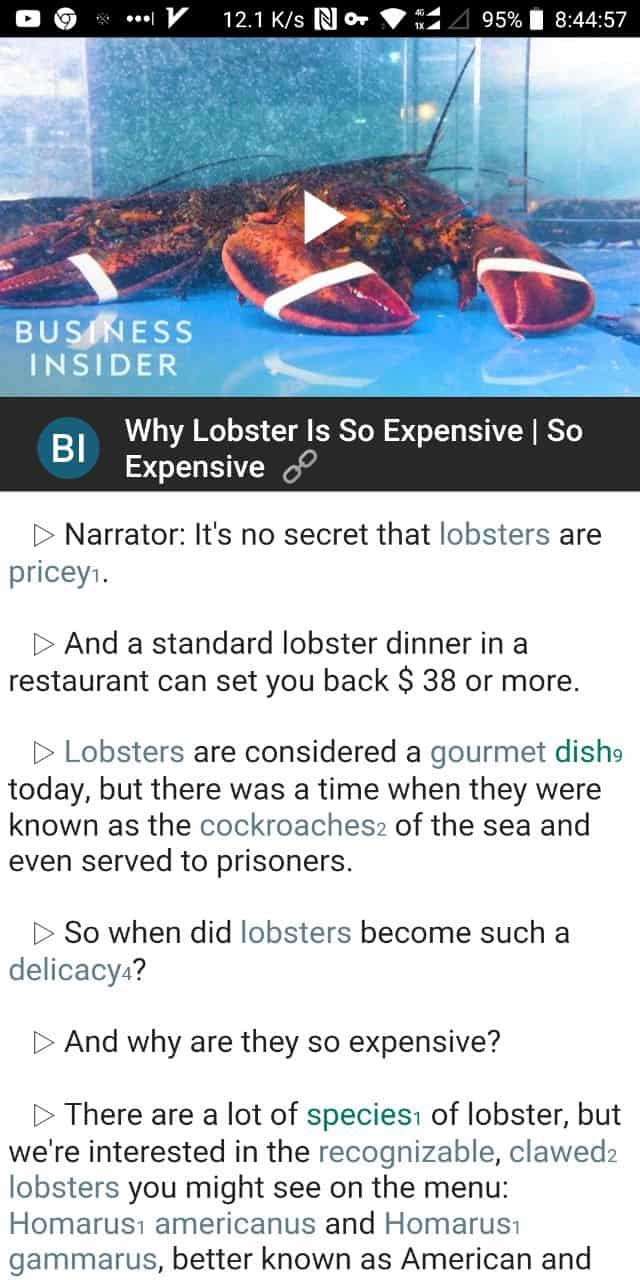 12.1 K/s 4G 1X 95% 8:44:57
BUSINESS
INSIDER
BI
Why Lobster Is So Expensive | So
Expensive
▷ Narrator: It's no secret that lobsters are
pricey1.
▷ And a standard lobster dinner in a
restaurant can set you back $ 38 or more.
▷ Lobsters are considered a gourmet dish9
today, but there was a time when they were
known as the cockroaches2 of the sea and
even served to prisoners.
▷ So when did lobsters become such a
delicacy4?
▷ And why are they so expensive?
▷ There are a lot of species1 of lobster, but
we're interested in the recognizable, clawed2
lobsters you might see on the menu:
Homarus1 americanus and Homarus1
gammarus, better known as American and